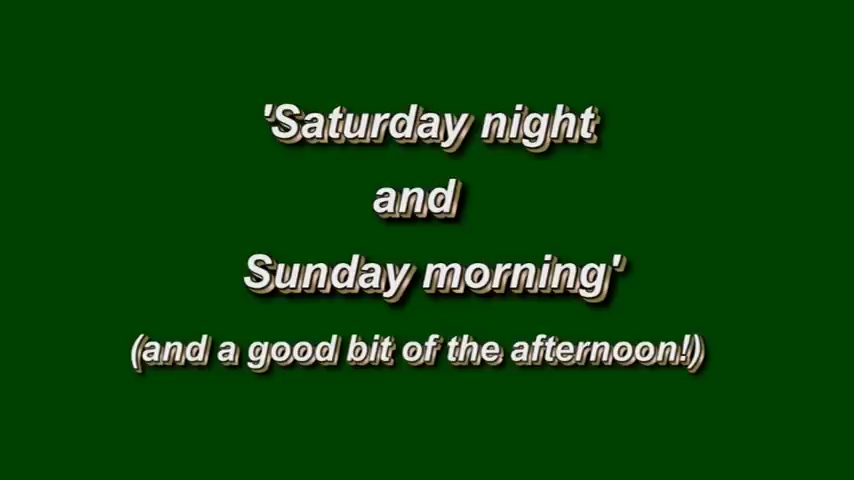 'Saturday night
and
Sunday morning'
(and a good bit of the afternoon!)